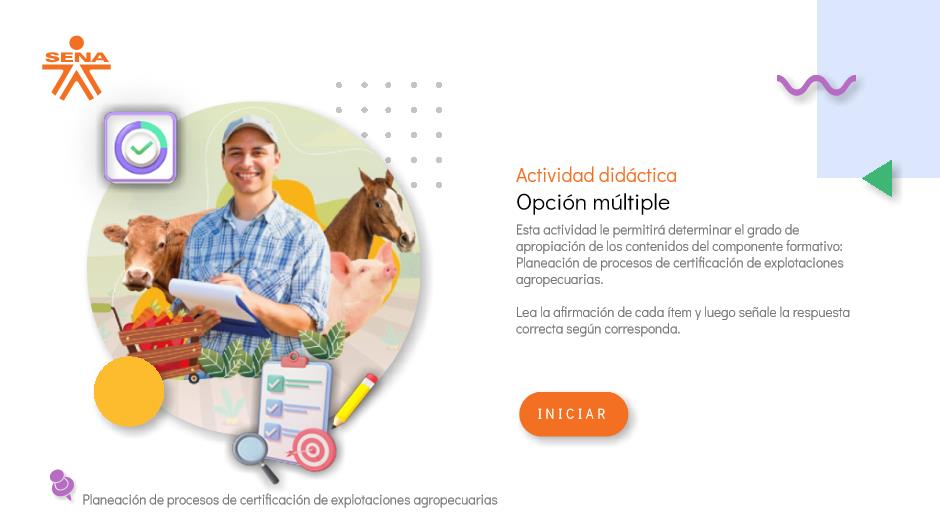 SENA
Actividad didáctica
Opción múltiple
Esta actividad le permitirá determinar el grado de
apropiación de los contenidos del componente formativo:
Planeación de procesos de certificación de explotaciones
agropecuarias.
Lea la afirmación de cada ítem y luego señale la respuesta
correcta según corresponda.
INICIAR
Planeación de procesos de certificación de explotaciones agropecuarias